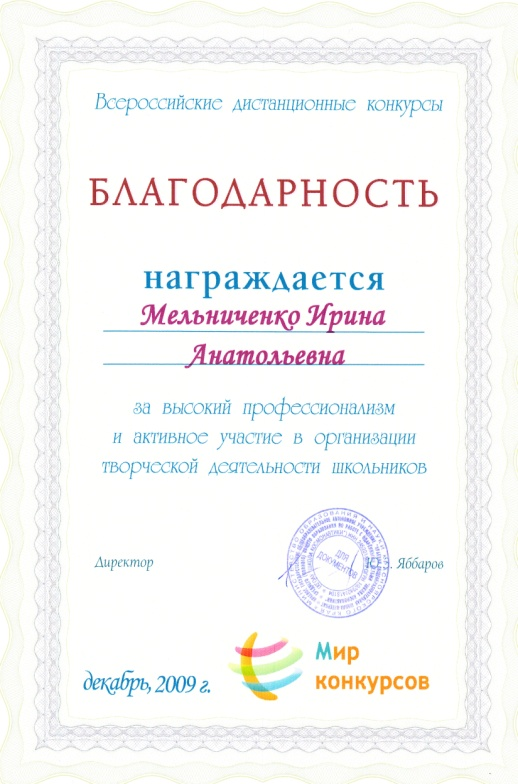 Всероссийские дистанционные конкурсы
БЛАГОДАРНОСТЬ
награждается
Мельниченко Ирина
Анатольевна
за высокий профессионализм
и активное участие в организации
творческой деятельности школьников
ДЛЯ
ДОКУМЕНТОВ
Директор
Яббаров
Мир
конкурсов
декабрь, 2009 г.